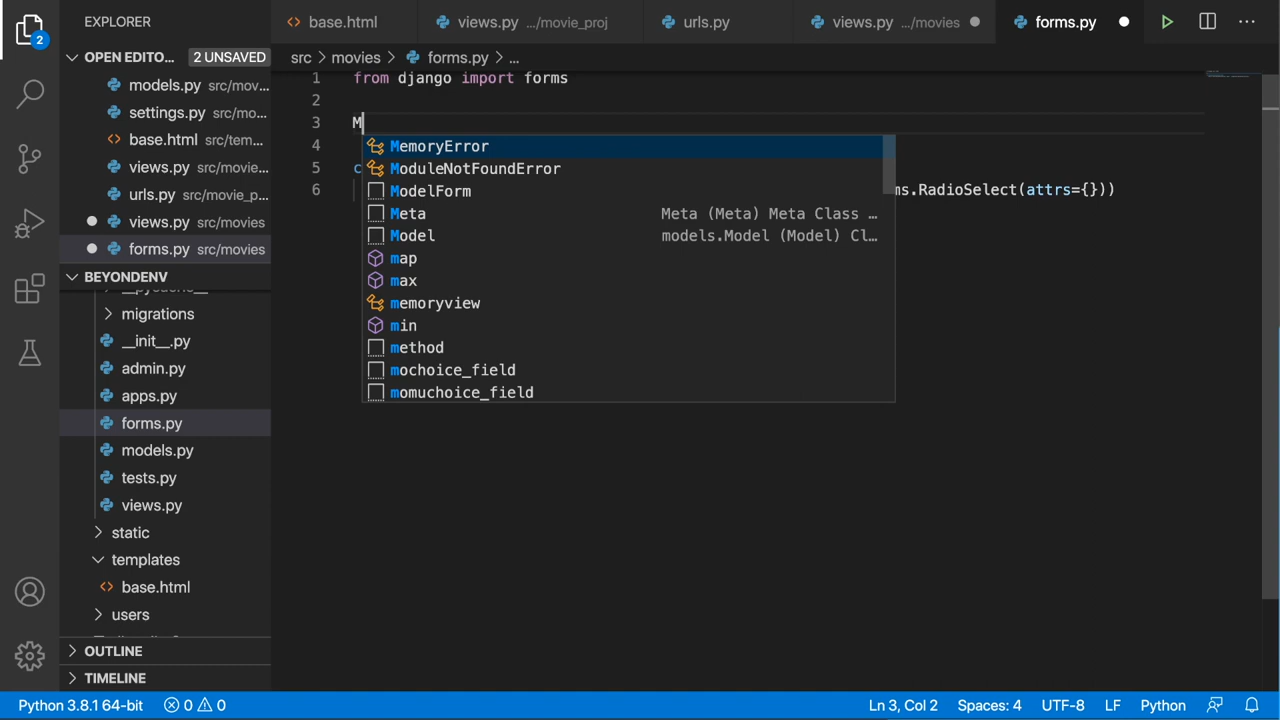 EXPLORER
base.html
views.py .../movie_proj
urls.py
views.py .../movies
forms.py
2
OPEN EDITO... 2 UNSAVED
src > movies > forms.py > ...
models.py src/mov...
settings.py src/mo...
base.html src/tem...
views.py src/movie...
urls.py src/movie_p...
views.py src/movies
forms.py src/movies
BEYONDENV
migrations
__init__.py
admin.py
apps.py
forms.py
models.py
tests.py
views.py
static
templates
base.html
users
OUTLINE
TIMELINE
1 from django import forms
2
3 M
4
5 c
6 ms.RadioSelect(attrs={}))
MemoryError
ModuleNotFoundError
ModelForm
Meta Meta (Meta) Meta Class …
Model models.Model (Model) Cl…
map
max
memoryview
min
method
mochoice_field
momuchoice_field
Python 3.8.1 64-bit 0 0 Ln 3, Col 2 Spaces: 4 UTF-8 LF Python